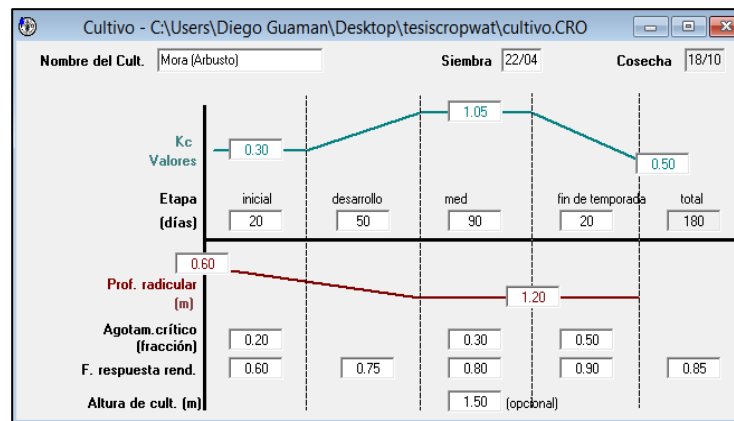 Cultivo - C:\Users\Diego Guaman\Desktop\tesiscropwat\cultivo.CRO
Nombre del Cult. Mora (Arbusto) Siembra 22/04 Cosecha 18/10
1.05
Kc
Valores
0.30
0.50
Etapa inicial desarrollo med fin de temporada total
(días) 20 50 90 20 180
0.60
Prof. radicular
(m)
1.20
Agotam.crítico
(fracción)
0.20 0.30 0.50
F. respuesta rend. 0.60 0.75 0.80 0.90 0.85
Altura de cult. (m) 1.50 (opcional)